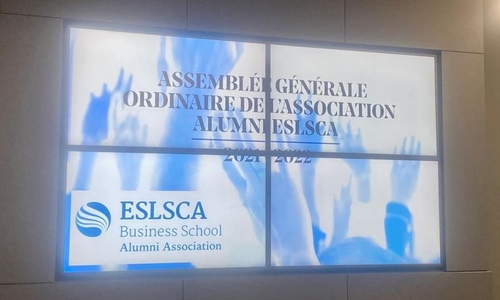 ASSEMBLÉE GÉNÉRALE
ORDINAIRE DE L'ASSOCIATION
ALUMNI ESLSCA
2021 - 2022
ESLSCA
Business School
Alumni Association